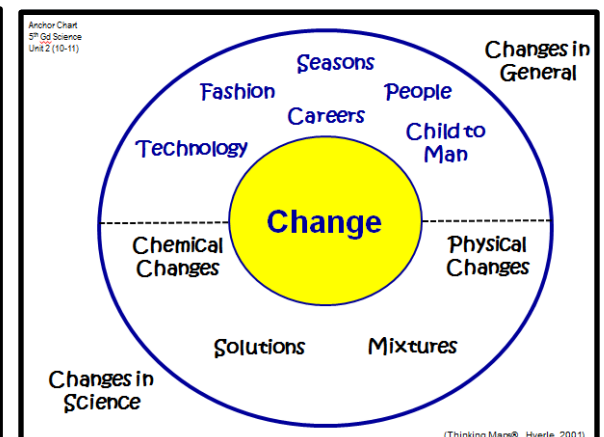 Anchor Chart
5th Gd Science
Unit 2 (10-11)
Changes in
General
Seasons
Fashion
People
Careers
Child to
Man
Technology
Change
Chemical
Changes
Physical
Changes
Solutions
Mixtures
Changes in
Science
(Thinking Maps®, Hyerle, 2001)